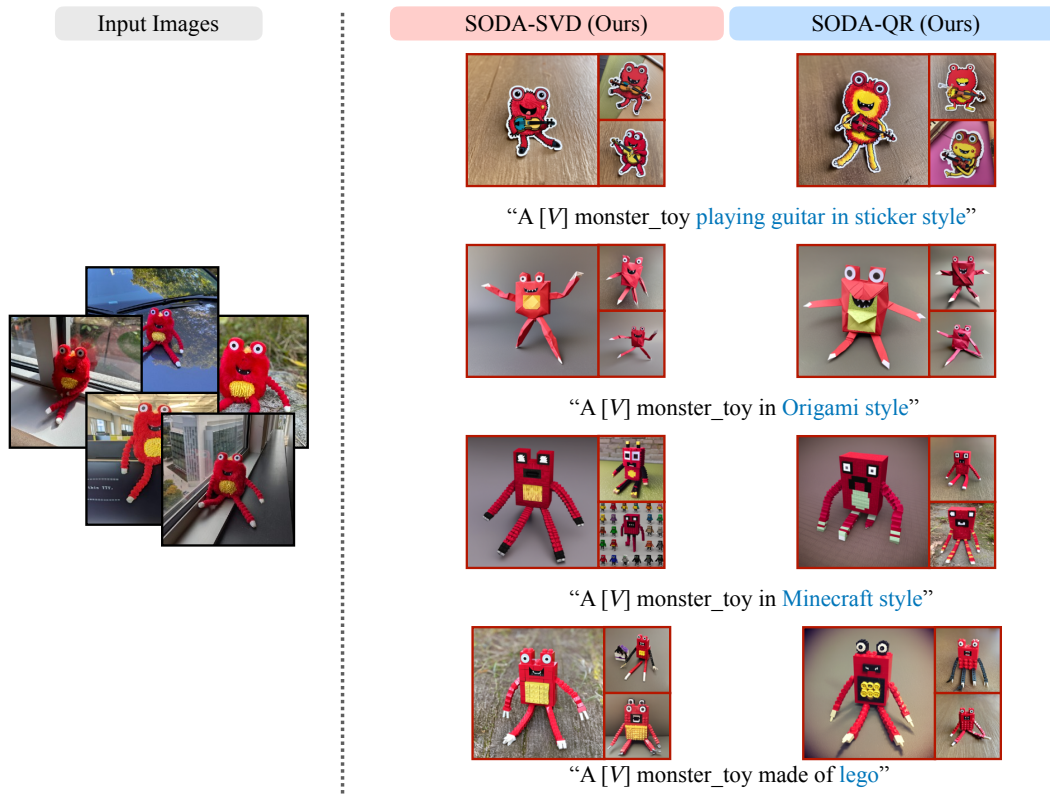 Input Images
SODA-SVD (Ours)
SODA-QR (Ours)
“A [V] monster_toy playing guitar in sticker style”
“A [V] monster_toy in Origami style”
“A [V] monster_toy in Minecraft style”
“A [V] monster_toy made of lego”